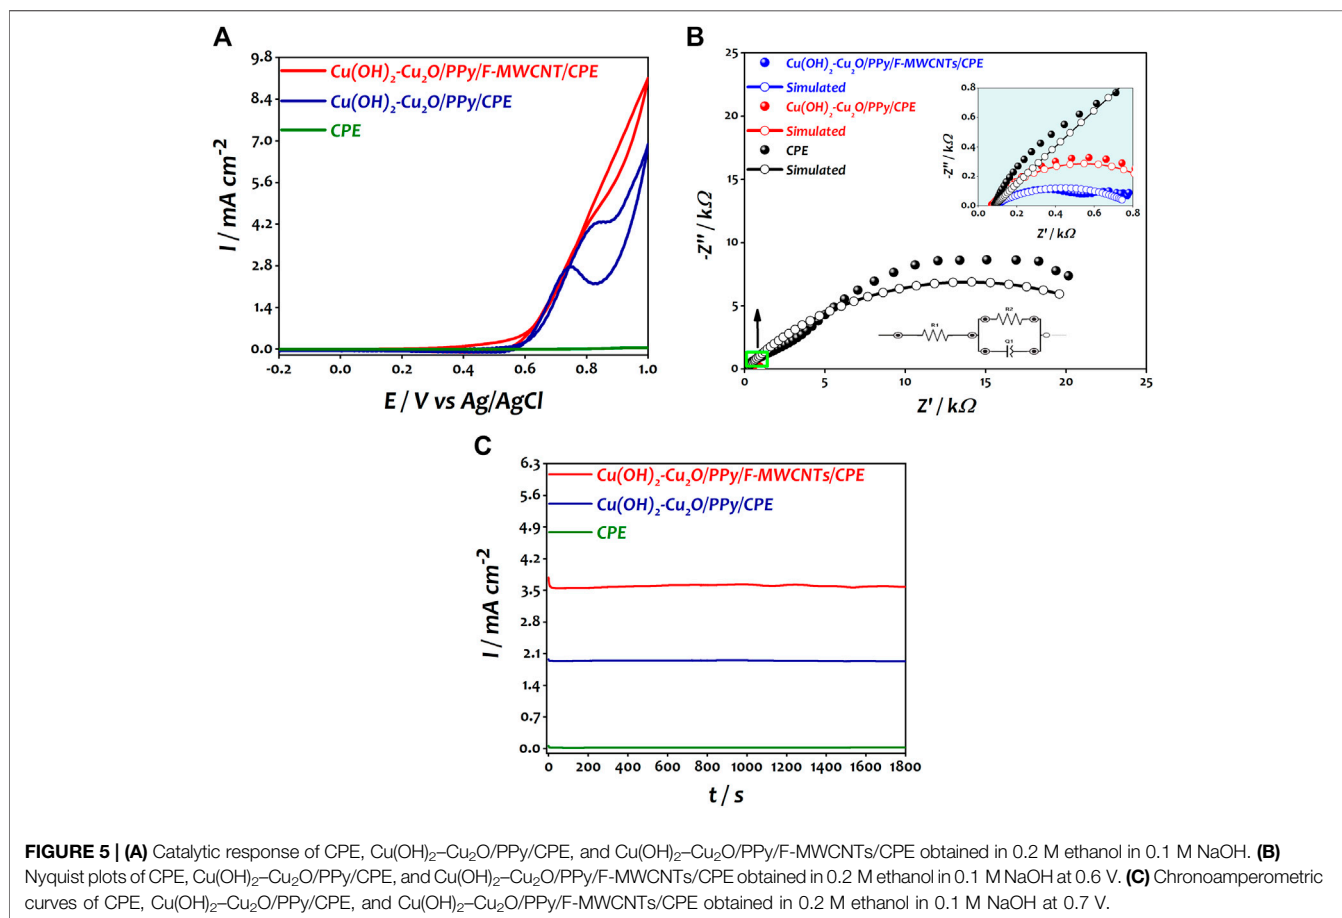 A
9.8
8.4
7.0
5.6
4.2
2.8
1.4
0.0
I / mA cm-2
Cu(OH)2-Cu2O/PPy/F-MWCNT/CPE
Cu(OH)2-Cu2O/PPy/CPE
CPE
-0.2 0.0 0.2 0.4 0.6 0.8 1.0
E / V vs Ag/AgCl
B
25
20
15
10
5
0
-Z'' / kΩ
Cu(OH)2-Cu2O/PPy/F-MWCNTs/CPE
Simulated
Cu(OH)2-Cu2O/PPy/CPE
Simulated
CPE
Simulated
0.8
0.6
0.4
0.2
0.0
-Z'' / kΩ
0.0 0.2 0.4 0.6 0.8
Z' / kΩ
R1
R2
Q1
0 5 10 15 20 25
Z' / kΩ
C
6.3
5.6
4.9
4.2
3.5
2.8
2.1
1.4
0.7
0.0
I / mA cm-2
Cu(OH)2-Cu2O/PPy/F-MWCNTs/CPE
Cu(OH)2-Cu2O/PPy/CPE
CPE
0 200 400 600 800 1000 1200 1400 1600 1800
t / s
FIGURE 5 | (A) Catalytic response of CPE, Cu(OH)2–Cu2O/PPy/CPE, and Cu(OH)2–Cu2O/PPy/F-MWCNTs/CPE obtained in 0.2 M ethanol in 0.1 M NaOH. (B)
Nyquist plots of CPE, Cu(OH)2–Cu2O/PPy/CPE, and Cu(OH)2–Cu2O/PPy/F-MWCNTs/CPE obtained in 0.2 M ethanol in 0.1 M NaOH at 0.6 V. (C) Chronoamperometric
curves of CPE, Cu(OH)2–Cu2O/PPy/CPE, and Cu(OH)2–Cu2O/PPy/F-MWCNTs/CPE obtained in 0.2 M ethanol in 0.1 M NaOH at 0.7 V.